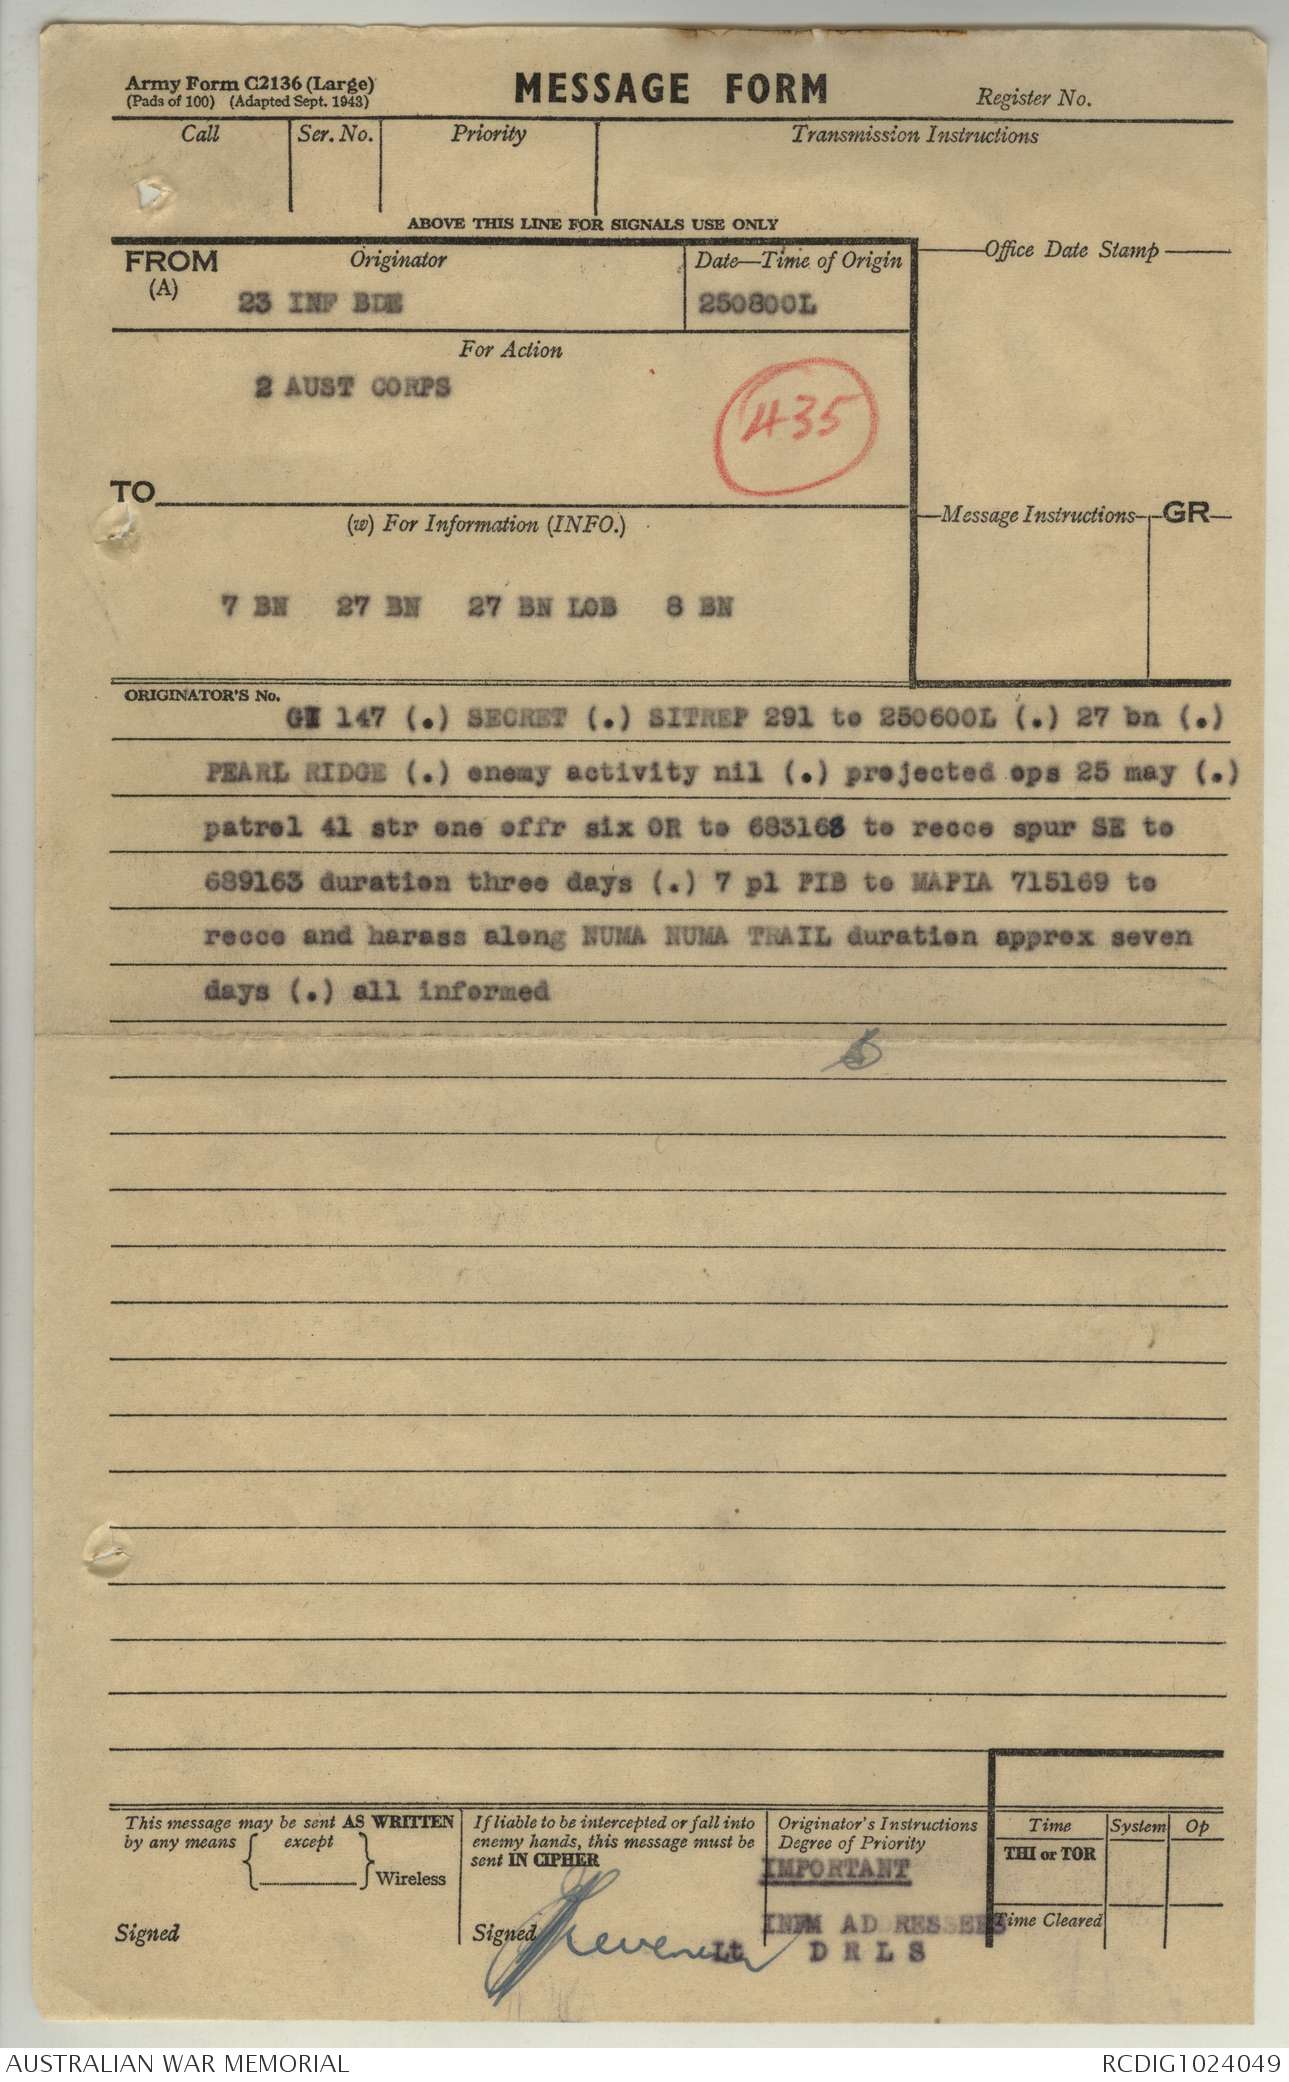 Army Form C2136 (Large)
(Pads of 100) (Adapted Sept. 1943)
MESSAGE FORM
Register No.
Call
Ser. No.
Priority
Transmission Instructions
ABOVE THIS LINE FOR SIGNALS USE ONLY
FROM
(A)
Originator
Date—Time of Origin
Office Date Stamp
23 INF BDE
250800L
For Action
2 AUST CORPS
435
TO
(w) For Information (INFO.)
Message Instructions
GR
7 BN 27 BN 27 BN LOB 8 BN
ORIGINATOR'S No.
GI 147 (.) SECRET (.) SITREP 291 to 250600L (.) 27 bn (.)
PEARL RIDGE (.) enemy activity nil (.) projected ops 25 may (.)
patrol 41 str one offr six OR to 683168 to recce spur SE to
689163 duration three days (.) 7 pl PIB to MAPIA 715169 to
recce and harass along NUMA NUMA TRAIL duration approx seven
days (.) all informed
This message may be sent AS WRITTEN
by any means { except } Wireless
Signed
If liable to be intercepted or fall into
enemy hands, this message must be
sent IN CIPHER
Signed
Lt
Originator's Instructions
Degree of Priority
IMPORTANT
INFM ADRESSEES
D R L S
Time
System
Op
THI or TOR
Time Cleared
AUSTRALIAN WAR MEMORIAL
RCDIG1024049